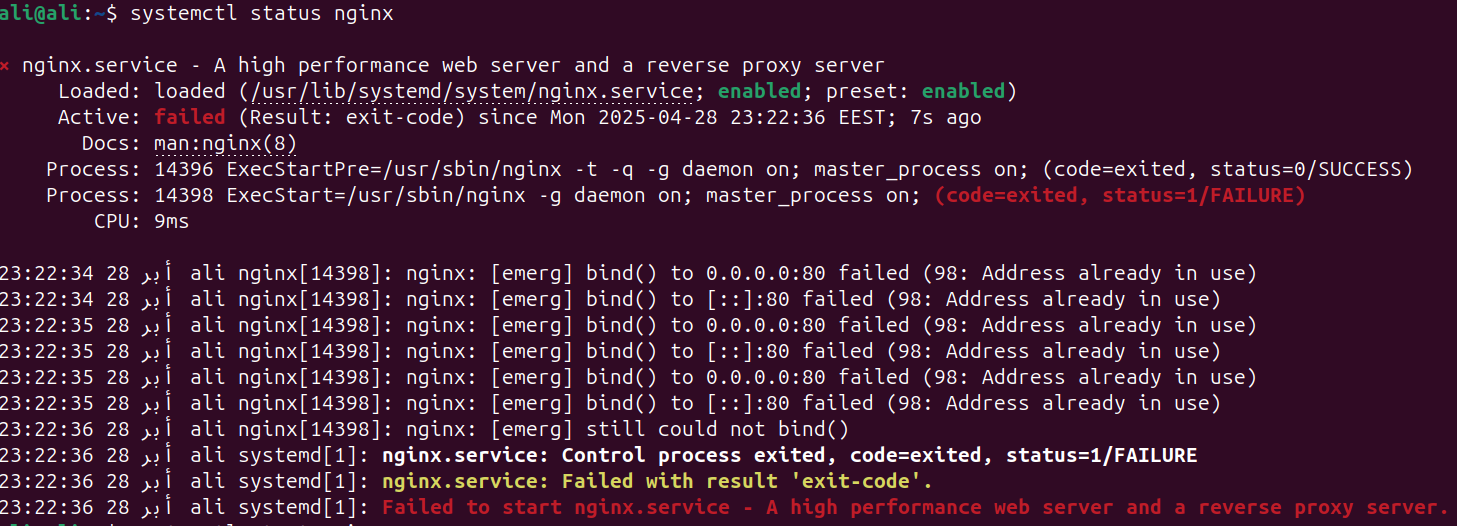 ali@ali:~$ systemctl status nginx
× nginx.service - A high performance web server and a reverse proxy server
Loaded: loaded (/usr/lib/systemd/system/nginx.service; enabled; preset: enabled)
Active: failed (Result: exit-code) since Mon 2025-04-28 23:22:36 EEST; 7s ago
Docs: man:nginx(8)
Process: 14396 ExecStartPre=/usr/sbin/nginx -t -q -g daemon on; master_process on; (code=exited, status=0/SUCCESS)
Process: 14398 ExecStart=/usr/sbin/nginx -g daemon on; master_process on; (code=exited, status=1/FAILURE)
CPU: 9ms
23:22:34 28 أبر ali nginx[14398]: nginx: [emerg] bind() to 0.0.0.0:80 failed (98: Address already in use)
23:22:34 28 أبر ali nginx[14398]: nginx: [emerg] bind() to [::]:80 failed (98: Address already in use)
23:22:35 28 أبر ali nginx[14398]: nginx: [emerg] bind() to 0.0.0.0:80 failed (98: Address already in use)
23:22:35 28 أبر ali nginx[14398]: nginx: [emerg] bind() to [::]:80 failed (98: Address already in use)
23:22:35 28 أبر ali nginx[14398]: nginx: [emerg] bind() to 0.0.0.0:80 failed (98: Address already in use)
23:22:35 28 أبر ali nginx[14398]: nginx: [emerg] bind() to [::]:80 failed (98: Address already in use)
23:22:36 28 أبر ali nginx[14398]: nginx: [emerg] still could not bind()
23:22:36 28 أبر ali systemd[1]: nginx.service: Control process exited, code=exited, status=1/FAILURE
23:22:36 28 أبر ali systemd[1]: nginx.service: Failed with result 'exit-code'.
23:22:36 28 أبر ali systemd[1]: Failed to start nginx.service - A high performance web server and a reverse proxy server.